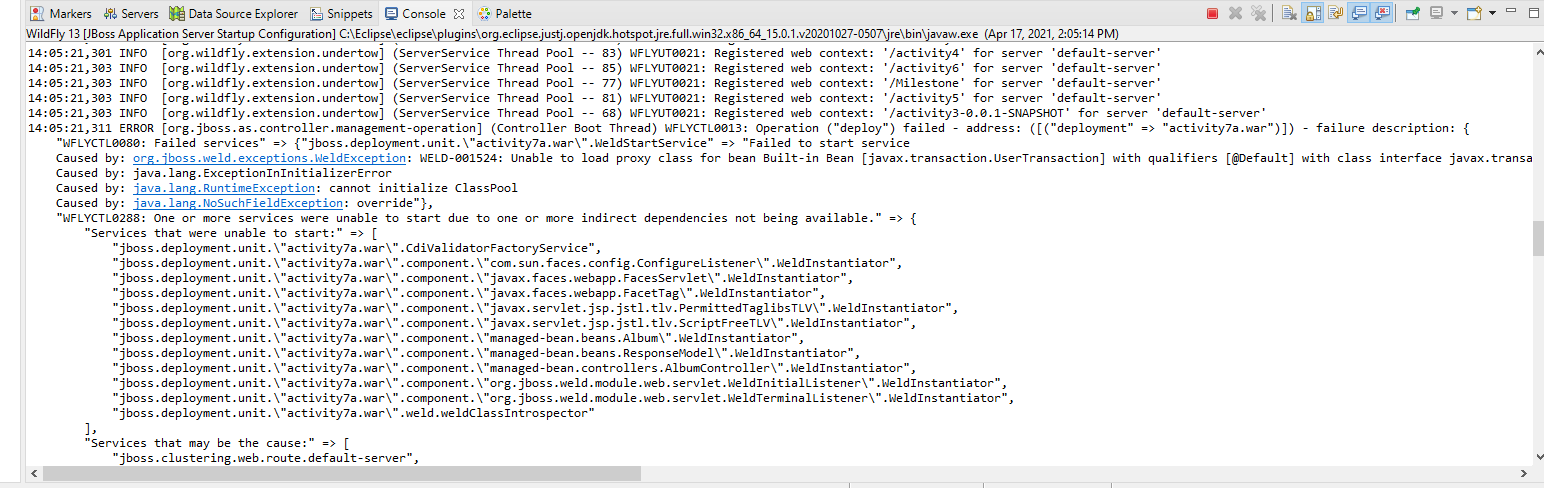 Markers Servers Data Source Explorer Snippets Console Palette
WildFly 13 [JBoss Application Server Startup Configuration] C:\Eclipse\eclipse\plugins\org.eclipse.justj.openjdk.hotspot.jre.full.win32.x86_64_15.0.1.v20201027-0507\jre\bin\javaw.exe (Apr 17, 2021, 2:05:14 PM)
14:05:21,301 INFO [org.wildfly.extension.undertow] (ServerService Thread Pool -- 83) WFLYUT0021: Registered web context: '/activity4' for server 'default-server'
14:05:21,303 INFO [org.wildfly.extension.undertow] (ServerService Thread Pool -- 85) WFLYUT0021: Registered web context: '/activity6' for server 'default-server'
14:05:21,303 INFO [org.wildfly.extension.undertow] (ServerService Thread Pool -- 77) WFLYUT0021: Registered web context: '/Milestone' for server 'default-server'
14:05:21,303 INFO [org.wildfly.extension.undertow] (ServerService Thread Pool -- 81) WFLYUT0021: Registered web context: '/activity5' for server 'default-server'
14:05:21,303 INFO [org.wildfly.extension.undertow] (ServerService Thread Pool -- 68) WFLYUT0021: Registered web context: '/activity3-0.0.1-SNAPSHOT' for server 'default-server'
14:05:21,311 ERROR [org.jboss.as.controller.management-operation] (Controller Boot Thread) WFLYCTL0013: Operation ("deploy") failed - address: ([("deployment" => "activity7a.war")]) - failure description: {
"WFLYCTL0080: Failed services" => {"jboss.deployment.unit.\"activity7a.war\".WeldStartService" => "Failed to start service
Caused by: org.jboss.weld.exceptions.WeldException: WELD-001524: Unable to load proxy class for bean Built-in Bean [javax.transaction.UserTransaction] with qualifiers [@Default] with class interface javax.transa
Caused by: java.lang.ExceptionInInitializerError
Caused by: java.lang.RuntimeException: cannot initialize ClassPool
Caused by: java.lang.NoSuchFieldException: override"},
"WFLYCTL0288: One or more services were unable to start due to one or more indirect dependencies not being available." => {
"Services that were unable to start:" => [
"jboss.deployment.unit.\"activity7a.war\".CdiValidatorFactoryService",
"jboss.deployment.unit.\"activity7a.war\".component.\"com.sun.faces.config.ConfigureListener\".WeldInstantiator",
"jboss.deployment.unit.\"activity7a.war\".component.\"javax.faces.webapp.FacesServlet\".WeldInstantiator",
"jboss.deployment.unit.\"activity7a.war\".component.\"javax.faces.webapp.FacetTag\".WeldInstantiator",
"jboss.deployment.unit.\"activity7a.war\".component.\"javax.servlet.jsp.jstl.tlv.PermittedTaglibsTLV\".WeldInstantiator",
"jboss.deployment.unit.\"activity7a.war\".component.\"javax.servlet.jsp.jstl.tlv.ScriptFreeTLV\".WeldInstantiator",
"jboss.deployment.unit.\"activity7a.war\".component.\"managed-bean.beans.Album\".WeldInstantiator",
"jboss.deployment.unit.\"activity7a.war\".component.\"managed-bean.beans.ResponseModel\".WeldInstantiator",
"jboss.deployment.unit.\"activity7a.war\".component.\"managed-bean.controllers.AlbumController\".WeldInstantiator",
"jboss.deployment.unit.\"activity7a.war\".component.\"org.jboss.weld.module.web.servlet.WeldInitialListener\".WeldInstantiator",
"jboss.deployment.unit.\"activity7a.war\".component.\"org.jboss.weld.module.web.servlet.WeldTerminalListener\".WeldInstantiator",
"jboss.deployment.unit.\"activity7a.war\".weld.weldClassIntrospector"
],
"Services that may be the cause:" => [
"jboss.clustering.web.route.default-server",